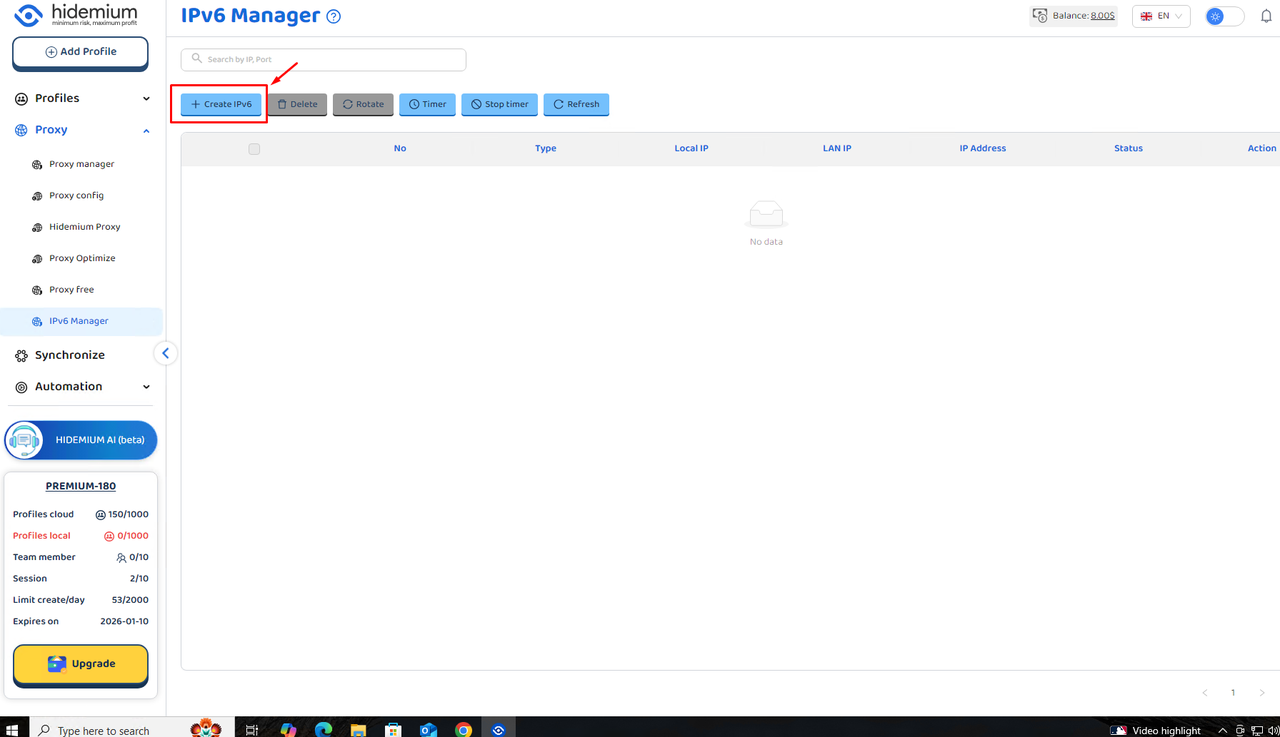 hidemium
minimum risk, maximum profit
IPv6 Manager
Balance: 8.00$
EN
Add Profile
Search by IP, Port
Profiles
+ Create IPv6
Delete
Rotate
Timer
Stop timer
Refresh
Proxy
No
Type
Local IP
LAN IP
IP Address
Status
Action
Proxy manager
Proxy config
Hidemium Proxy
Proxy Optimize
Proxy free
IPv6 Manager
No data
Synchronize
Automation
HIDEMIUM AI (beta)
PREMIUM-180
Profiles cloud 150/1000
Profiles local 0/1000
Team member 0/10
Session 2/10
Limit create/day 53/2000
Expires on 2026-01-10
Upgrade
< 1 >
Type here to search
Video highlight